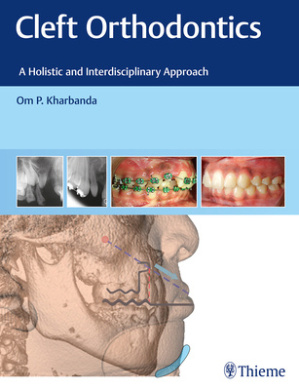 Cleft Orthodontics
A Holistic and Interdisciplinary Approach
Om P. Kharbanda
Thieme